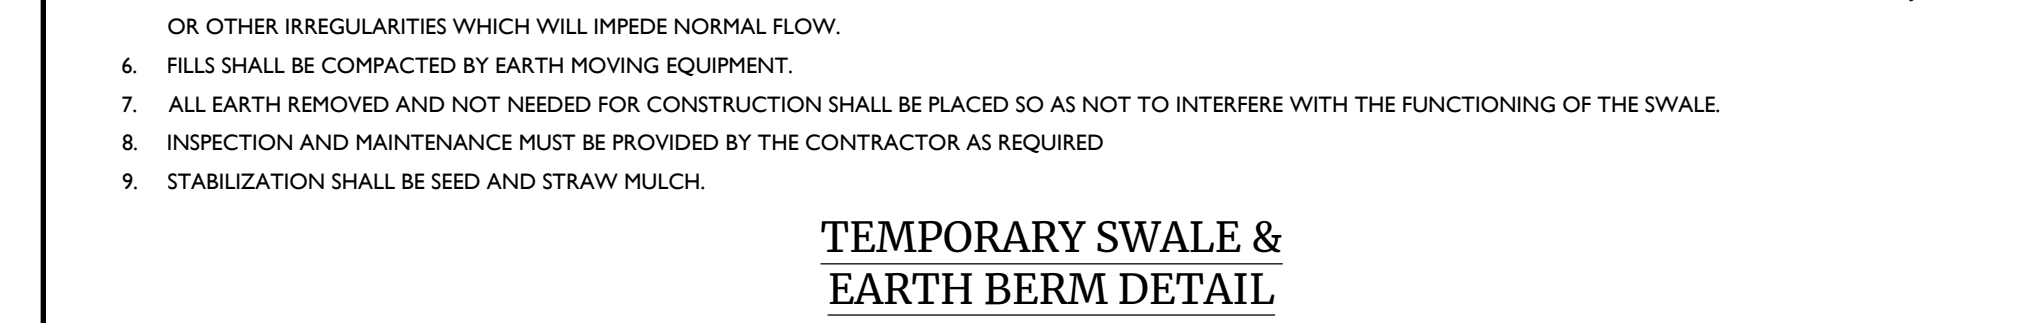 OR OTHER IRREGULARITIES WHICH WILL IMPEDE NORMAL FLOW.
6. FILLS SHALL BE COMPACTED BY EARTH MOVING EQUIPMENT.
7. ALL EARTH REMOVED AND NOT NEEDED FOR CONSTRUCTION SHALL BE PLACED SO AS NOT TO INTERFERE WITH THE FUNCTIONING OF THE SWALE.
8. INSPECTION AND MAINTENANCE MUST BE PROVIDED BY THE CONTRACTOR AS REQUIRED
9. STABILIZATION SHALL BE SEED AND STRAW MULCH.
TEMPORARY SWALE &
EARTH BERM DETAIL